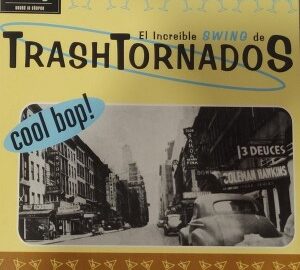 El Increíble SWING de
TRASHTORNADOS
cool bop!
3 DEUCES
COLEMAN HAWKINS